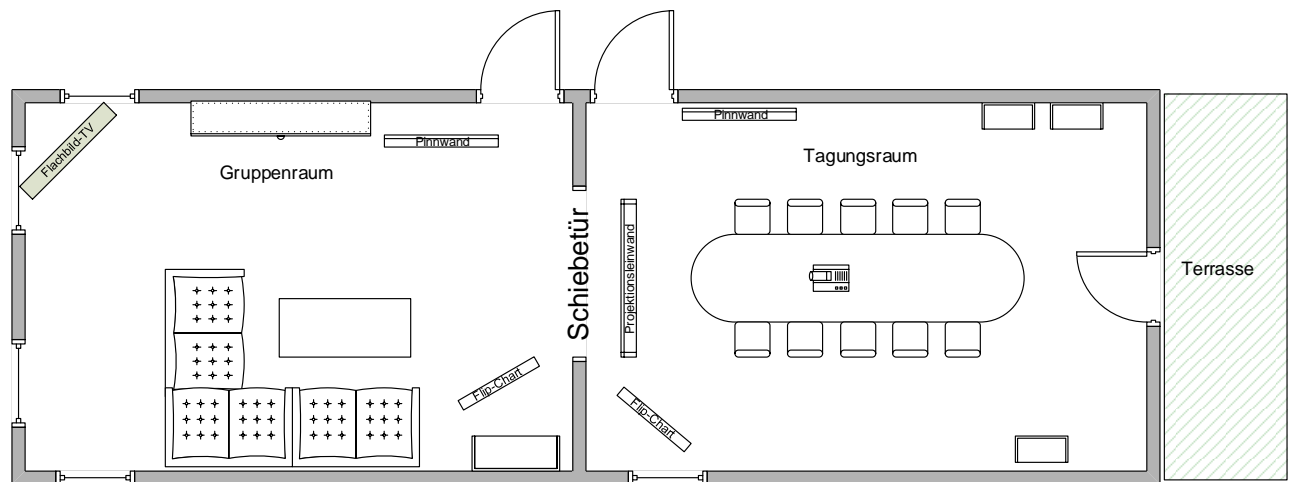 Flachbild-TV
Pinnwand
Gruppenraum
Flip-Chart
Schiebetür
Pinnwand
Tagungsraum
Projektionsleinwand
Flip-Chart
Terrasse